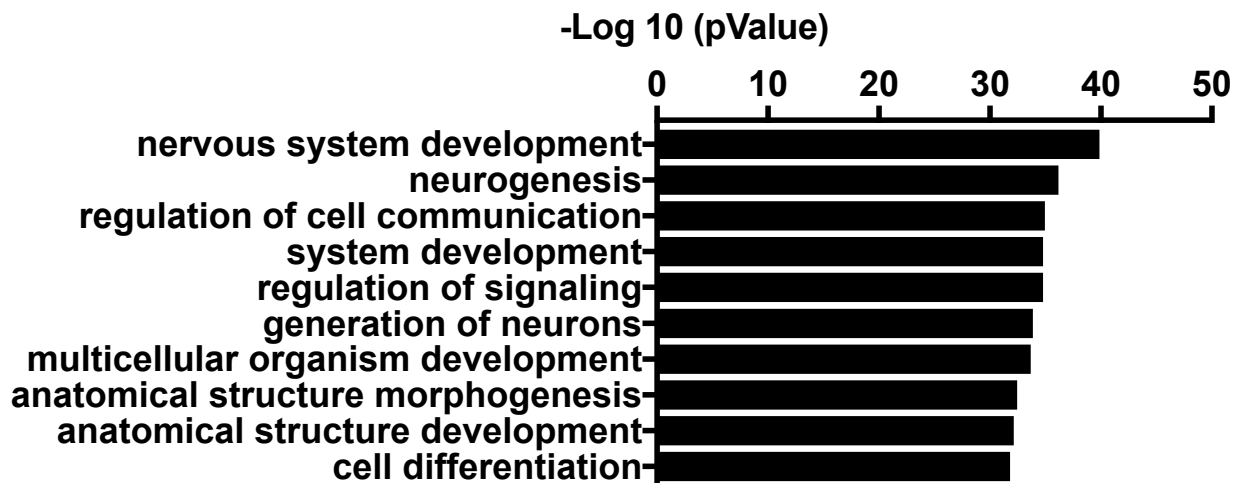 -Log 10 (pValue)
0 10 20 30 40 50
nervous system development
neurogenesis
regulation of cell communication
system development
regulation of signaling
generation of neurons
multicellular organism development
anatomical structure morphogenesis
anatomical structure development
cell differentiation